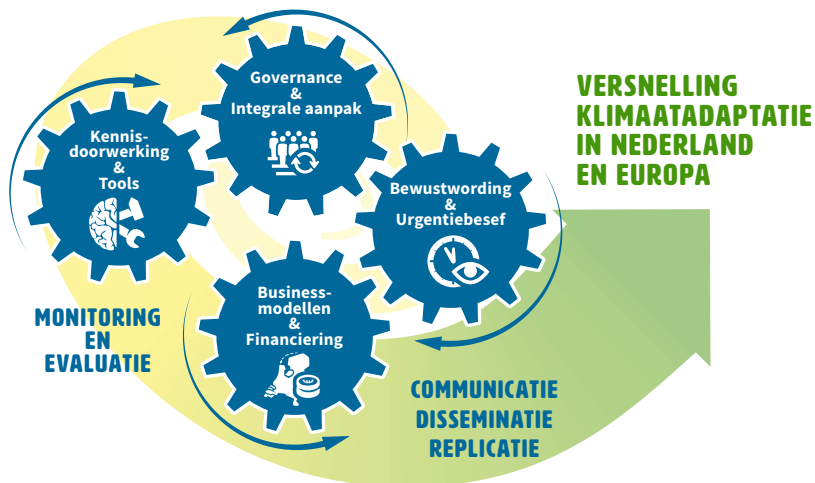 Governance
&
Integrale aanpak
Kennis-
doorwerking
&
Tools
Bewustwording
&
Urgentiebesef
Business-
modellen
&
Financiering
VERSNELLING
KLIMAATADAPTATIE
IN NEDERLAND
EN EUROPA
MONITORING
EN
EVALUATIE
COMMUNICATIE
DISSEMINATIE
REPLICATIE